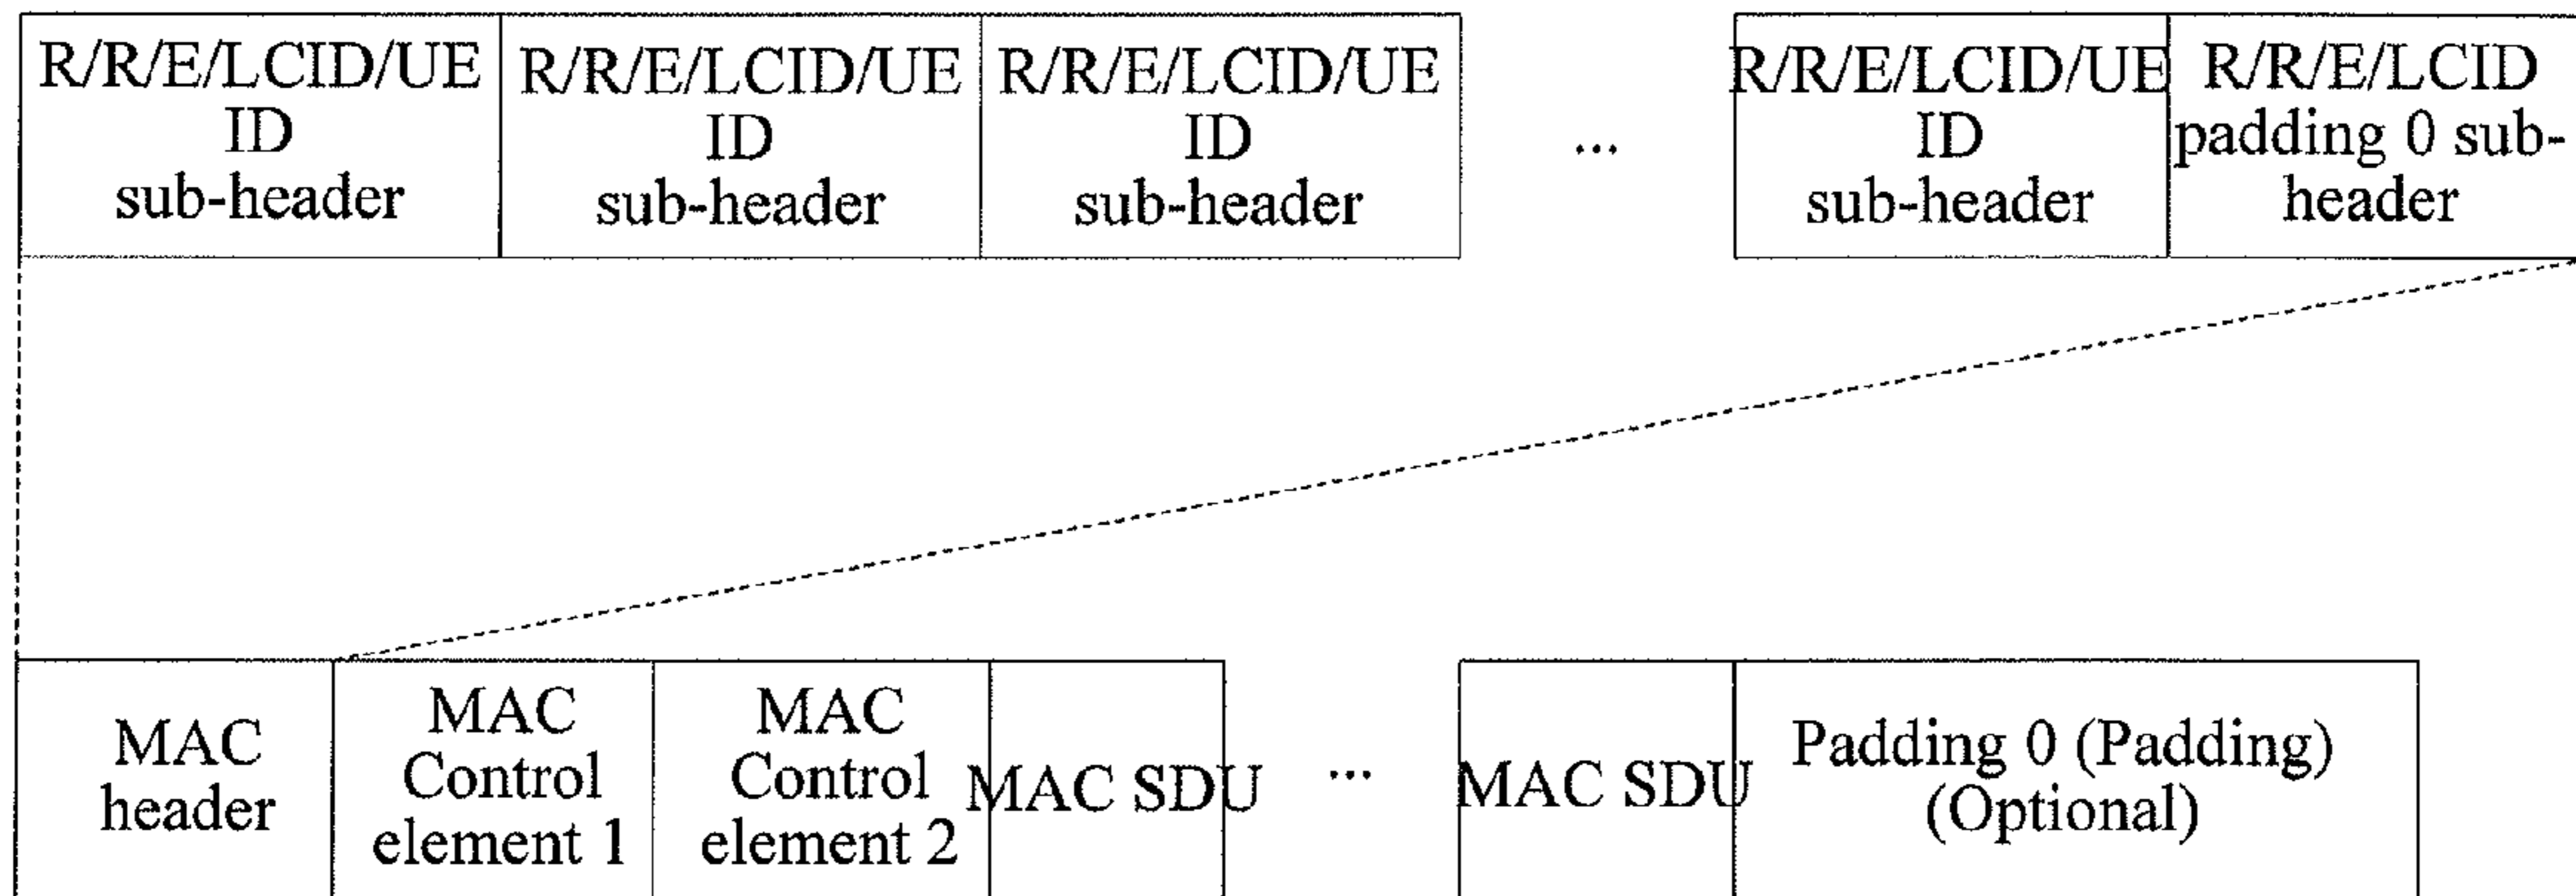 R/R/E/LCID/UE
ID
sub-header
R/R/E/LCID/UE
ID
sub-header
R/R/E/LCID/UE
ID
sub-header
...
R/R/E/LCID/UE
ID
sub-header
R/R/E/LCID
padding 0 sub-
header
MAC
header
MAC
Control
element 1
MAC
Control
element 2
MAC SDU
...
MAC SDU
Padding 0 (Padding)
(Optional)